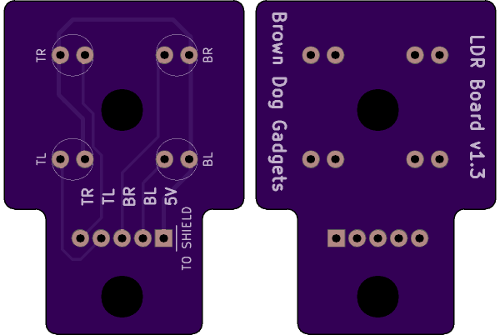 TR
BR
TL
BL
TR
TL
BR
BL
5V
TO SHIELD
Brown Dog Gadgets
LDR Board v1.3